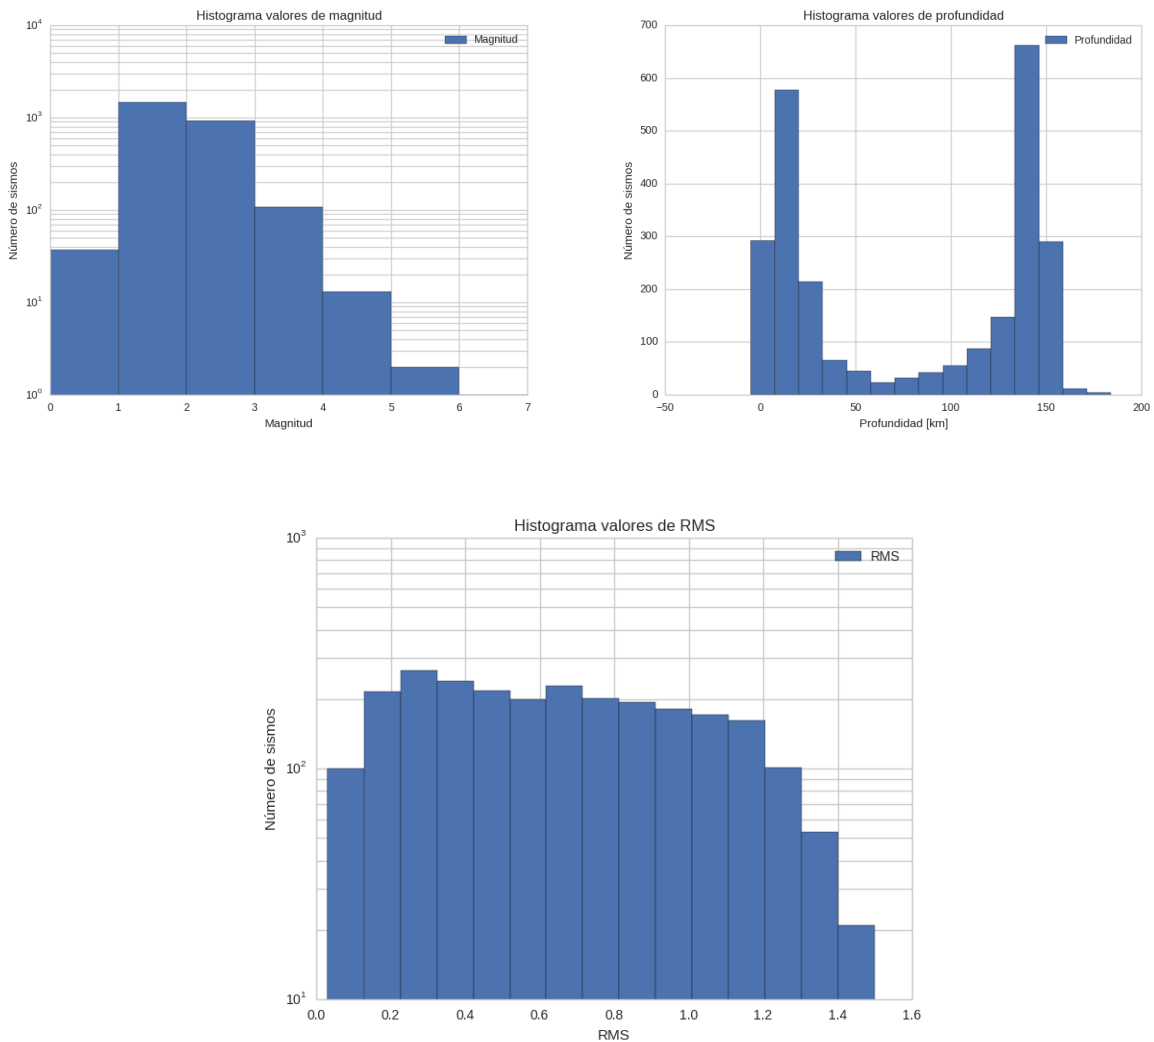 Histograma valores de magnitud
Magnitud
10^4
10^3
10^2
10^1
10^0
Número de sismos
0 1 2 3 4 5 6 7
Magnitud
Histograma valores de profundidad
Profundidad
700
600
500
400
300
200
100
0
Número de sismos
−50 0 50 100 150 200
Profundidad [km]
Histograma valores de RMS
RMS
10^3
10^2
10^1
Número de sismos
0.0 0.2 0.4 0.6 0.8 1.0 1.2 1.4 1.6
RMS